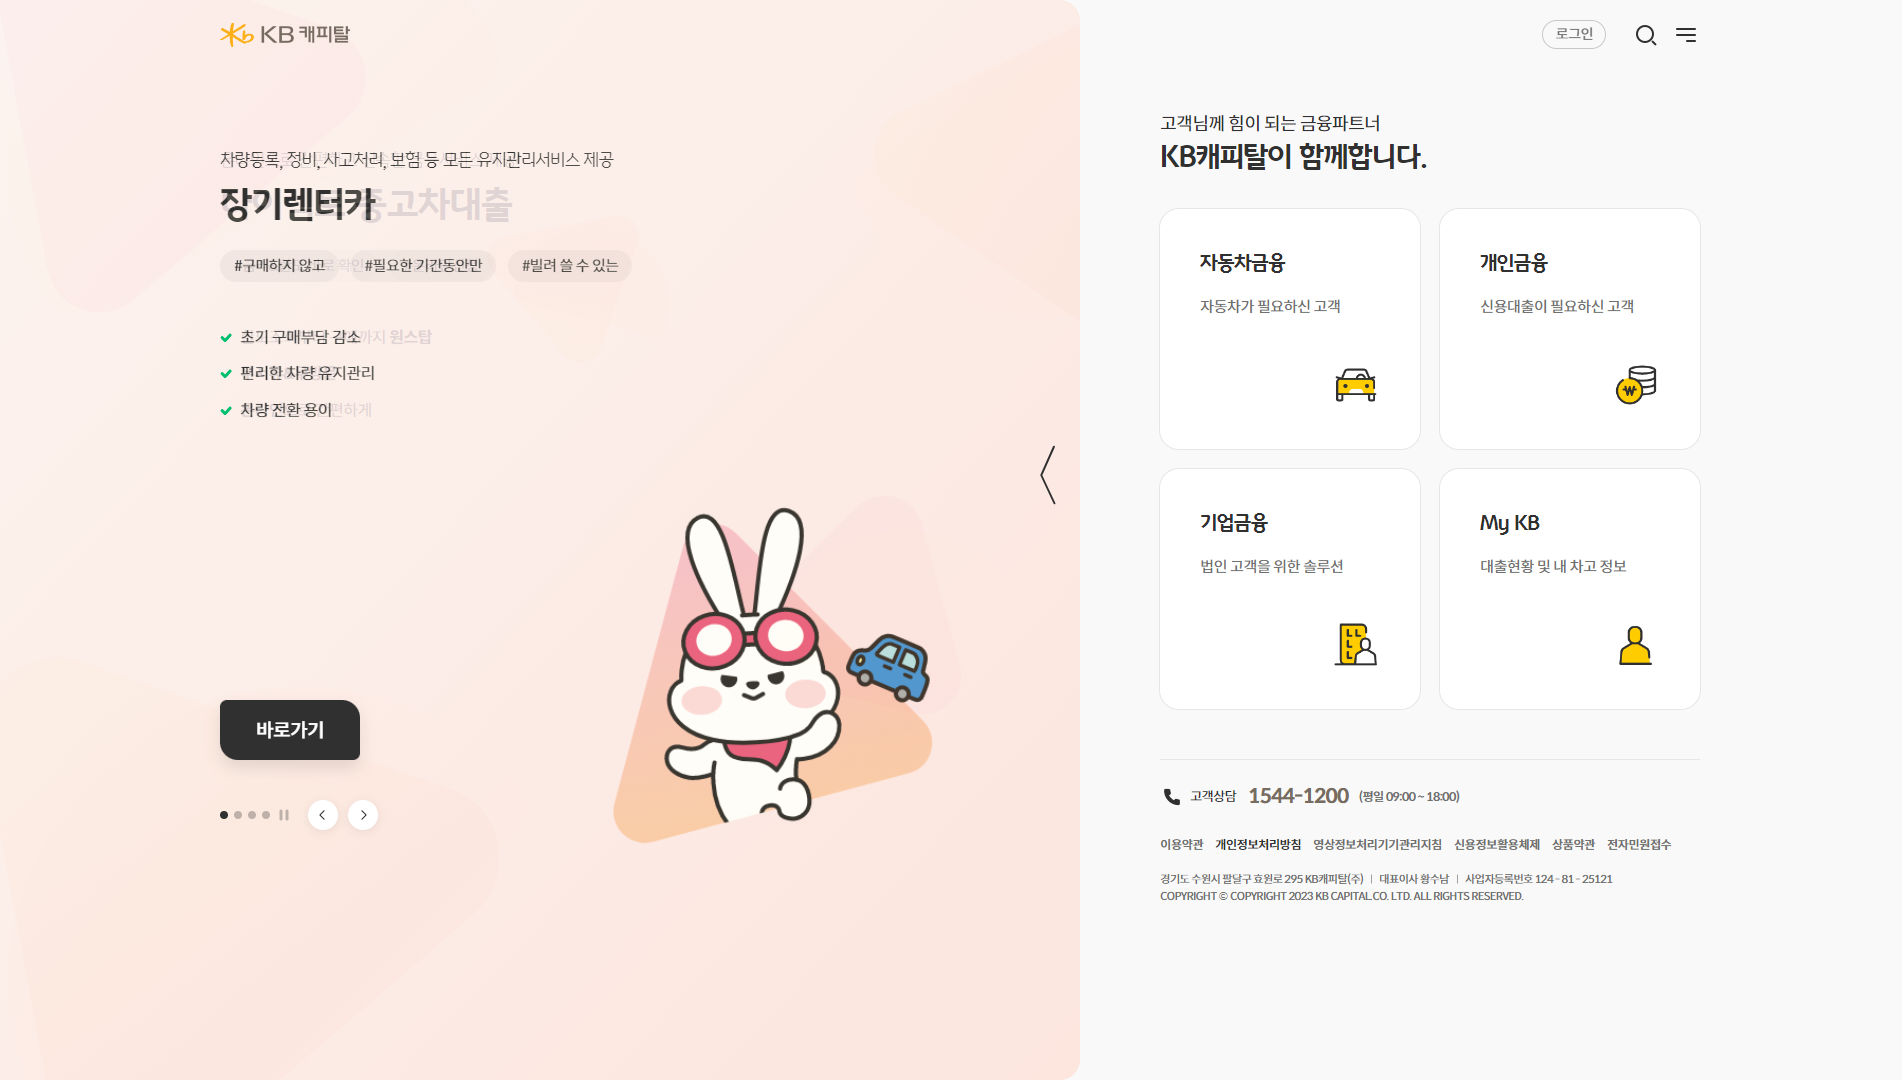 KB 캐피탈
로그인
차량등록, 정비, 사고처리, 보험 등 모든 유지관리서비스 제공
장기렌터카
중고차대출
#구매하지 않고 #필요한 기간동안만 #빌려 쓸 수 있는
초기 구매부담 감소
까지 원스탑
편리한 차량 유지관리
차량 전환 용이
편하게
바로가기
고객님께 힘이 되는 금융파트너
KB캐피탈이 함께합니다.
자동차금융
자동차가 필요하신 고객
개인금융
신용대출이 필요하신 고객
기업금융
법인 고객을 위한 솔루션
My KB
대출현황 및 내 차고 정보
고객상담 1544-1200 (평일 09:00 ~ 18:00)
이용약관 개인정보처리방침 영상정보처리기기관리지침 신용정보활용체제 상품약관 전자민원접수
경기도 수원시 팔달구 효원로 295 KB캐피탈(주) | 대표이사 황수남 | 사업자등록번호 124 - 81 - 25121
COPYRIGHT © COPYRIGHT 2023 KB CAPITAL.CO. LTD. ALL RIGHTS RESERVED.